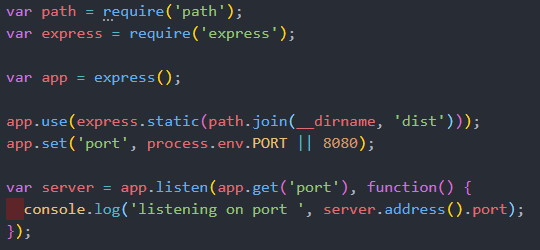 var path = require('path');
var express = require('express');
var app = express();
app.use(express.static(path.join(__dirname, 'dist')));
app.set('port', process.env.PORT || 8080);
var server = app.listen(app.get('port'), function() {
  console.log('listening on port ', server.address().port);
});